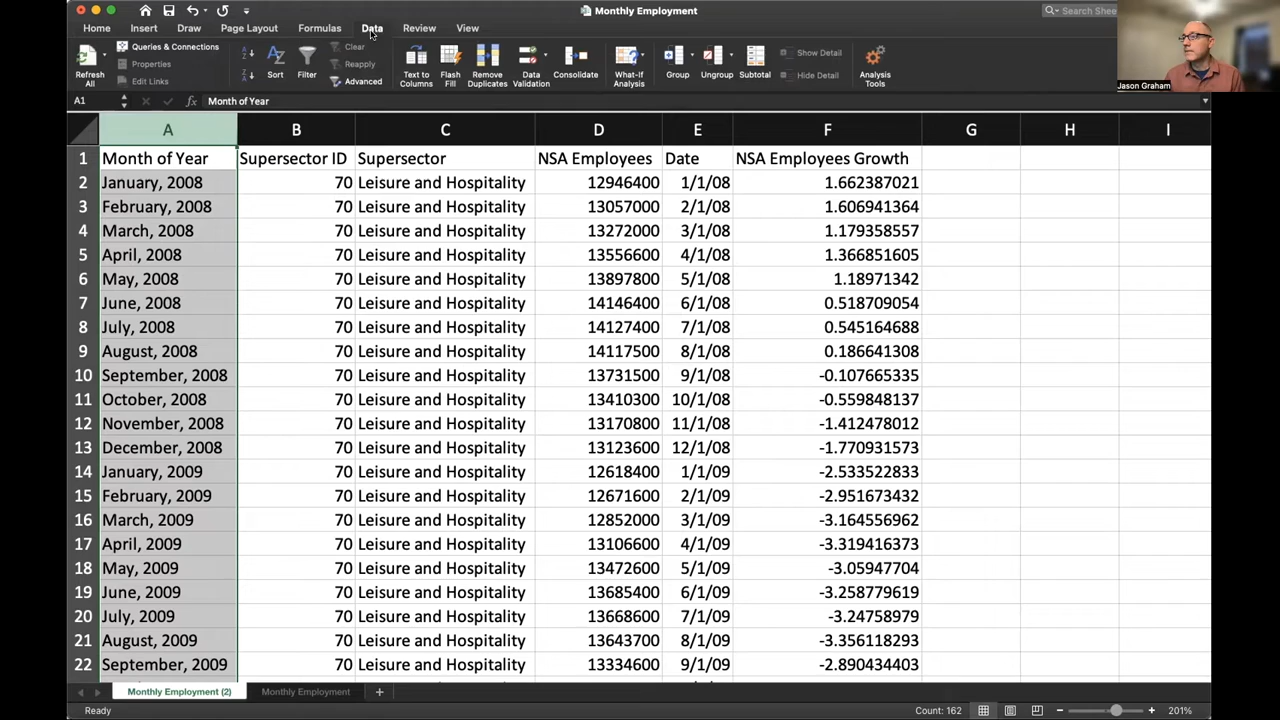 Monthly Employment
Search Shee
Home Insert Draw Page Layout Formulas Data Review View
Refresh All
Queries & Connections
Properties
Edit Links
Sort
Filter
Clear
Reapply
Advanced
Text to Columns
Flash Fill
Remove Duplicates
Data Validation
Consolidate
What-If Analysis
Group
Ungroup
Subtotal
Show Detail
Hide Detail
Analysis Tools
Jason Graham
A1 fx Month of Year
A B C D E F G H I
1 Month of Year Supersector ID Supersector NSA Employees Date NSA Employees Growth
2 January, 2008 70 Leisure and Hospitality 12946400 1/1/08 1.662387021
3 February, 2008 70 Leisure and Hospitality 13057000 2/1/08 1.606941364
4 March, 2008 70 Leisure and Hospitality 13272000 3/1/08 1.179358557
5 April, 2008 70 Leisure and Hospitality 13556600 4/1/08 1.366851605
6 May, 2008 70 Leisure and Hospitality 13897800 5/1/08 1.18971342
7 June, 2008 70 Leisure and Hospitality 14146400 6/1/08 0.518709054
8 July, 2008 70 Leisure and Hospitality 14127400 7/1/08 0.545164688
9 August, 2008 70 Leisure and Hospitality 14117500 8/1/08 0.186641308
10 September, 2008 70 Leisure and Hospitality 13731500 9/1/08 -0.107665335
11 October, 2008 70 Leisure and Hospitality 13410300 10/1/08 -0.559848137
12 November, 2008 70 Leisure and Hospitality 13170800 11/1/08 -1.412478012
13 December, 2008 70 Leisure and Hospitality 13123600 12/1/08 -1.770931573
14 January, 2009 70 Leisure and Hospitality 12618400 1/1/09 -2.533522833
15 February, 2009 70 Leisure and Hospitality 12671600 2/1/09 -2.951673432
16 March, 2009 70 Leisure and Hospitality 12852000 3/1/09 -3.164556962
17 April, 2009 70 Leisure and Hospitality 13106600 4/1/09 -3.319416373
18 May, 2009 70 Leisure and Hospitality 13472600 5/1/09 -3.05947704
19 June, 2009 70 Leisure and Hospitality 13685400 6/1/09 -3.258779619
20 July, 2009 70 Leisure and Hospitality 13668600 7/1/09 -3.24758979
21 August, 2009 70 Leisure and Hospitality 13643700 8/1/09 -3.356118293
22 September, 2009 70 Leisure and Hospitality 13334600 9/1/09 -2.890434403
Monthly Employment (2) Monthly Employment +
Ready Count: 162 201%